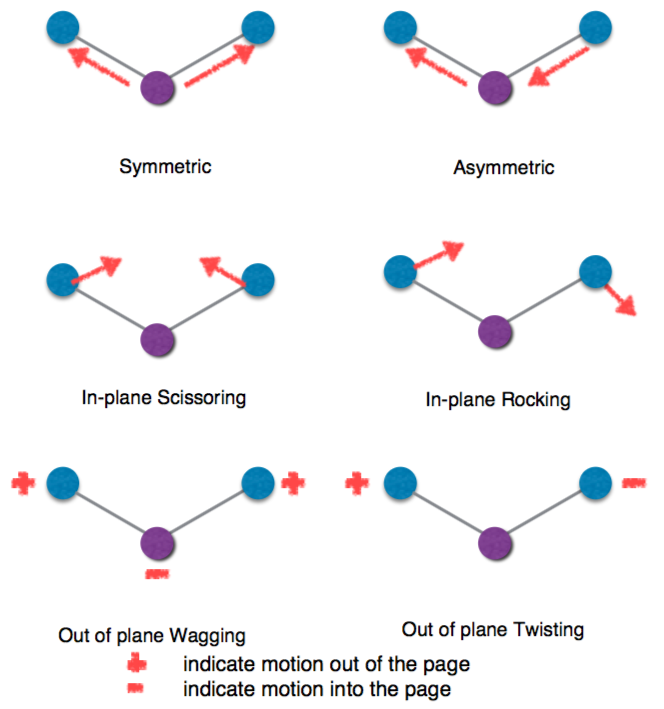 Symmetric
Asymmetric
In-plane Scissoring
In-plane Rocking
Out of plane Wagging
Out of plane Twisting
+ indicate motion out of the page
- indicate motion into the page